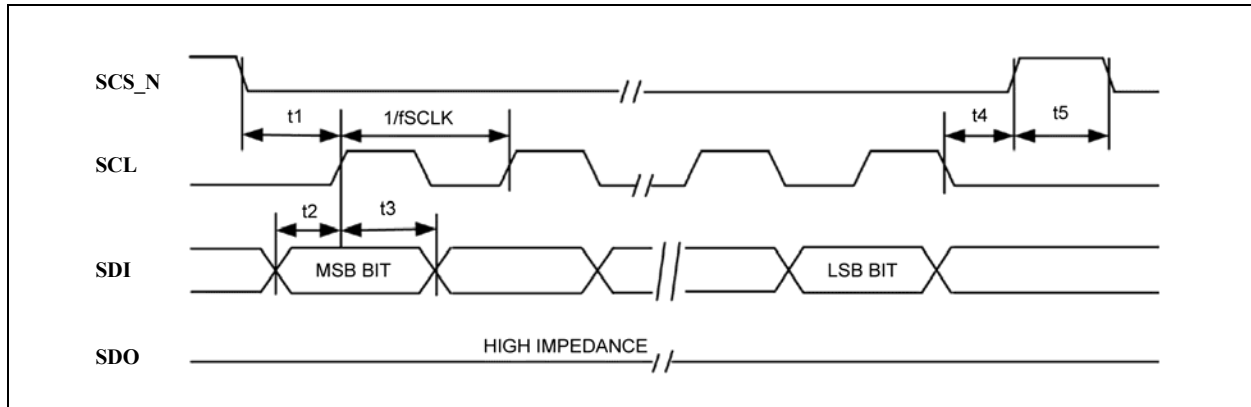 SCS_N
t1
1/fSCLK
t4
t5
SCL
t2
t3
SDI
MSB BIT
LSB BIT
SDO
HIGH IMPEDANCE